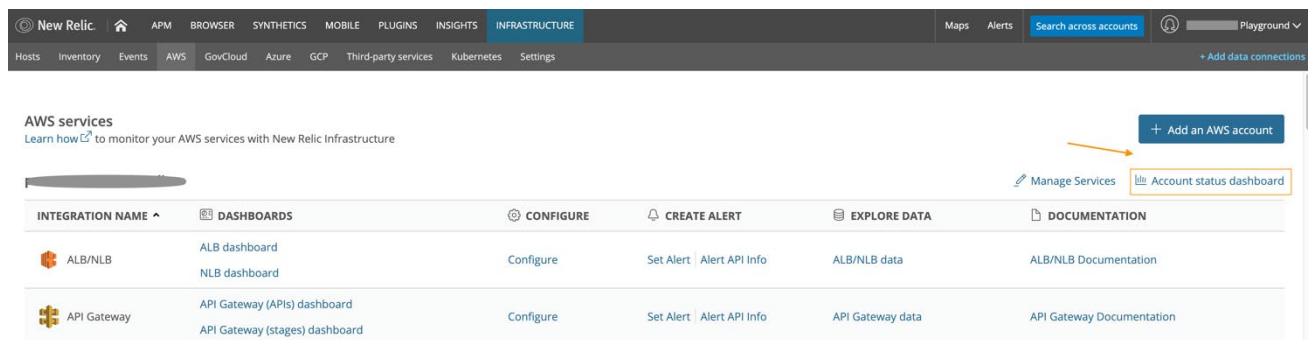 New Relic. APM BROWSER SYNTHETICS MOBILE PLUGINS INSIGHTS INFRASTRUCTURE Maps Alerts Search across accounts Playground
Hosts Inventory Events AWS GovCloud Azure GCP Third-party services Kubernetes Settings + Add data connections
AWS services
Learn how to monitor your AWS services with New Relic Infrastructure
+ Add an AWS account
Manage Services Account status dashboard
INTEGRATION NAME DASHBOARDS CONFIGURE CREATE ALERT EXPLORE DATA DOCUMENTATION
ALB dashboard
ALB/NLB Configure Set Alert Alert API Info ALB/NLB data ALB/NLB Documentation
NLB dashboard
API Gateway (APIs) dashboard
API Gateway Configure Set Alert Alert API Info API Gateway data API Gateway Documentation
API Gateway (stages) dashboard